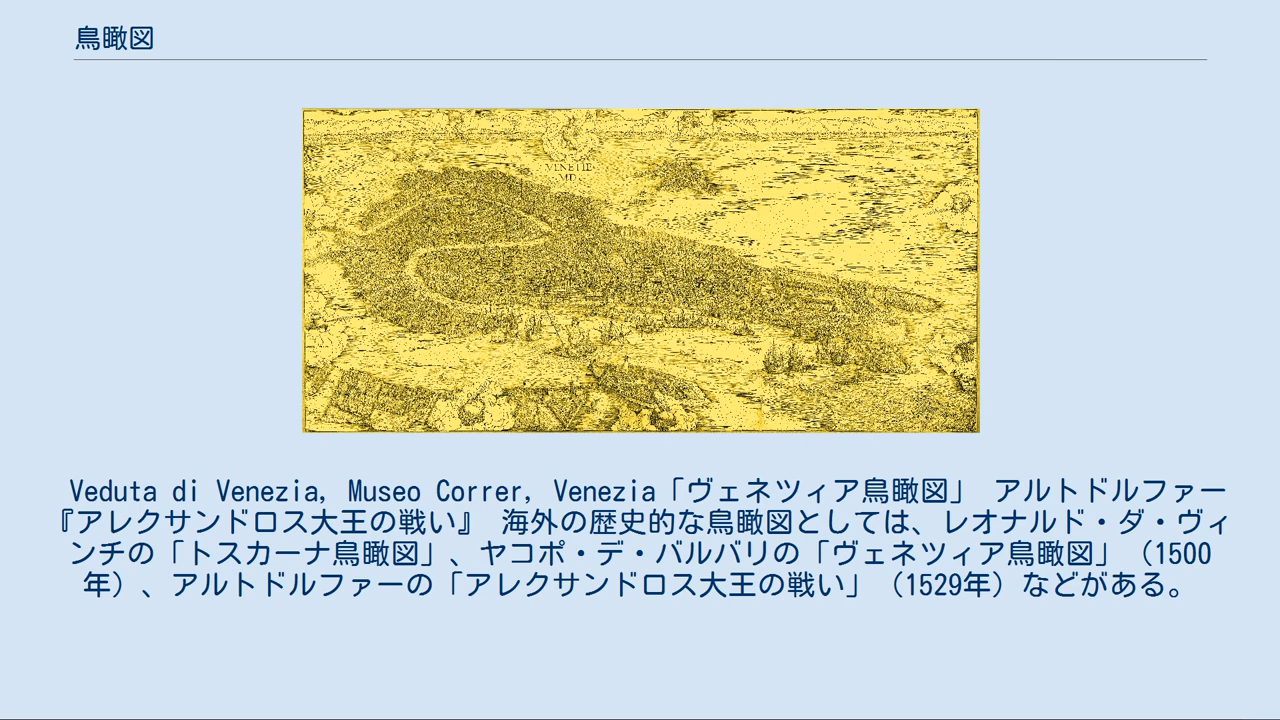 鳥瞰図
VENETIE
MD
Veduta di Venezia, Museo Correr, Venezia「ヴェネツィア鳥瞰図」 アルトドルファー
『アレクサンドロス大王の戦い』 海外の歴史的な鳥瞰図としては、レオナルド・ダ・ヴィ
ンチの「トスカーナ鳥瞰図」、ヤコポ・デ・バルバリの「ヴェネツィア鳥瞰図」（1500
年）、アルトドルファーの「アレクサンドロス大王の戦い」（1529年）などがある。